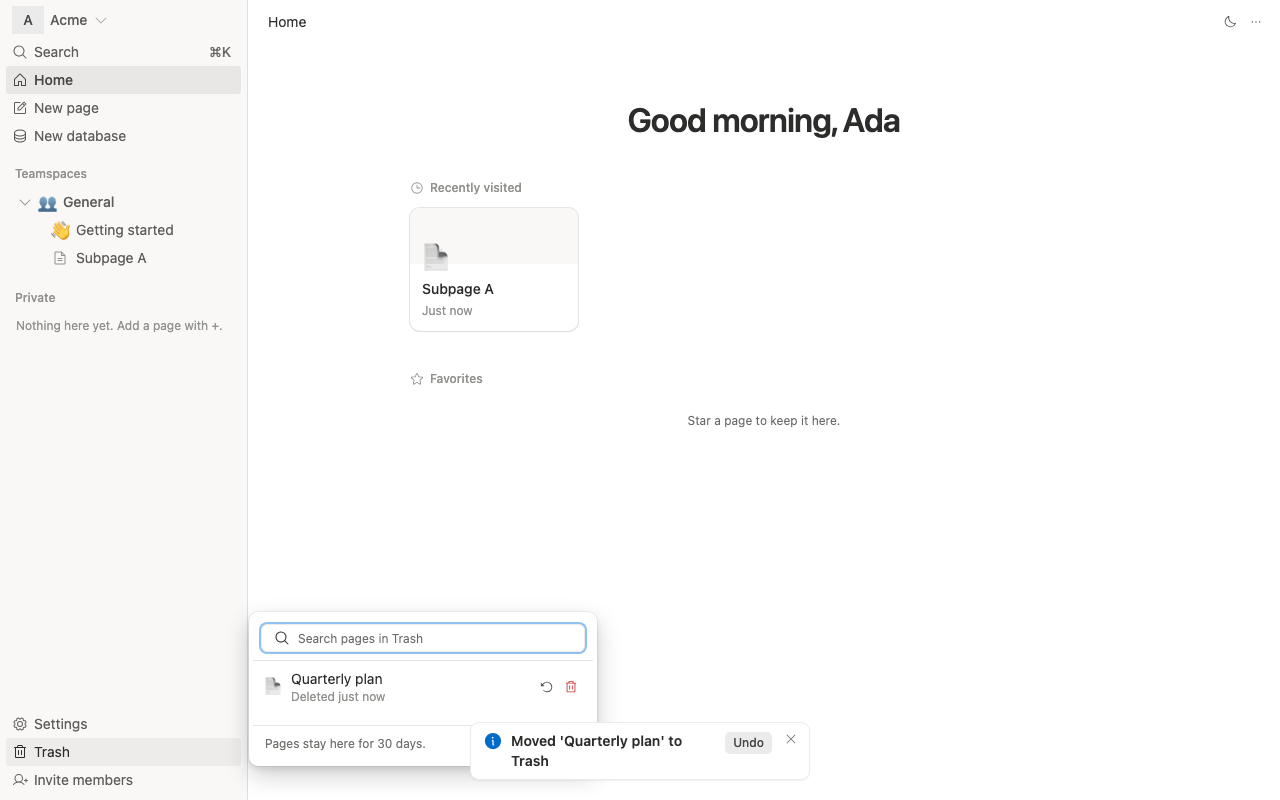 A Acme
Search ⌘K
Home
New page
New database
Teamspaces
General
Getting started
Subpage A
Private
Nothing here yet. Add a page with +.
Settings
Trash
Invite members
Home
Good morning, Ada
Recently visited
Subpage A
Just now
Favorites
Star a page to keep it here.
Search pages in Trash
Quarterly plan
Deleted just now
Pages stay here for 30 days.
Moved 'Quarterly plan' to
Trash
Undo